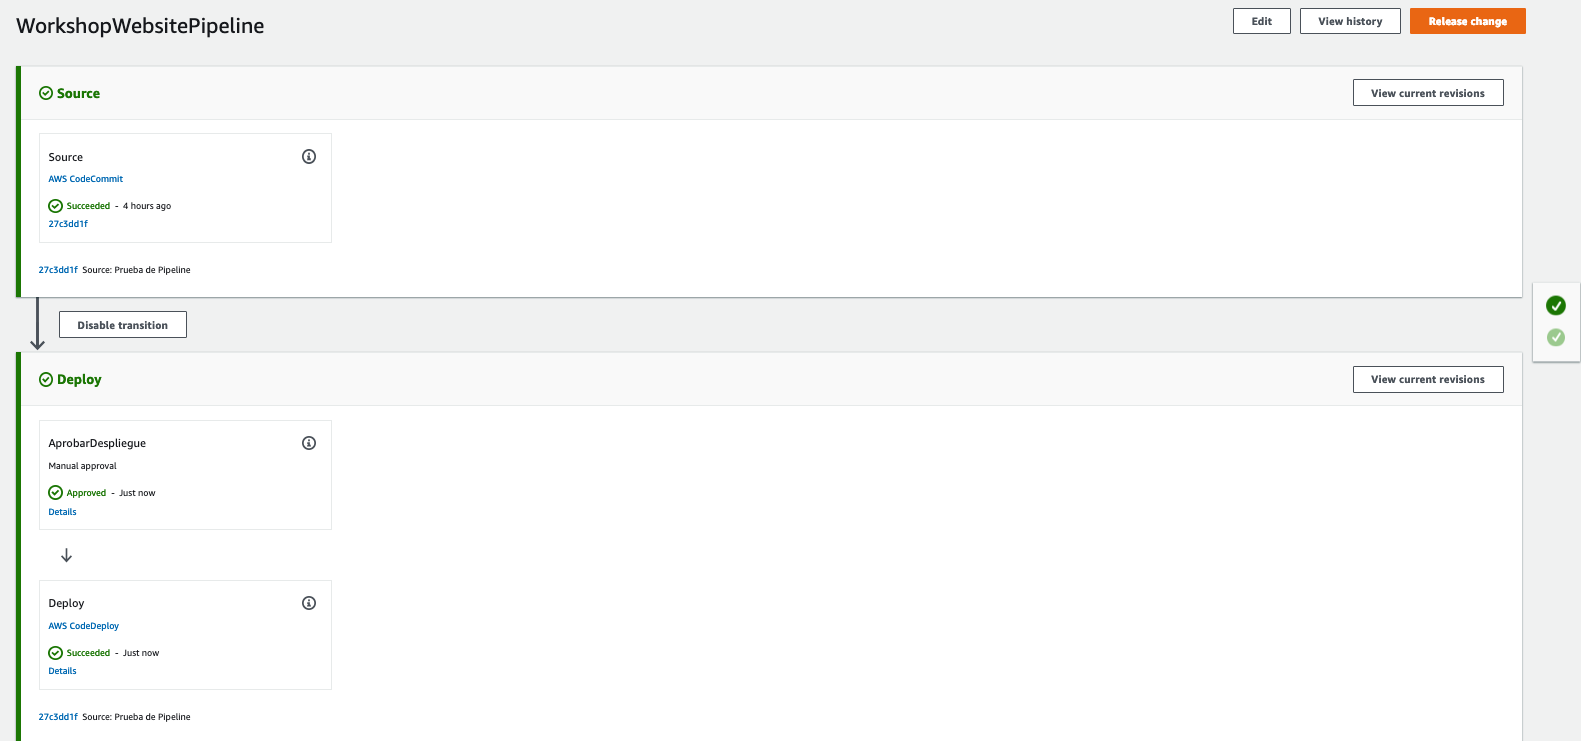 WorkshopWebsitePipeline
Edit
View history
Release change
Source
View current revisions
Source
AWS CodeCommit
Succeeded - 4 hours ago
27c3dd1f
27c3dd1f Source: Prueba de Pipeline
Disable transition
Deploy
View current revisions
AprobarDespliegue
Manual approval
Approved - Just now
Details
Deploy
AWS CodeDeploy
Succeeded - Just now
Details
27c3dd1f Source: Prueba de Pipeline